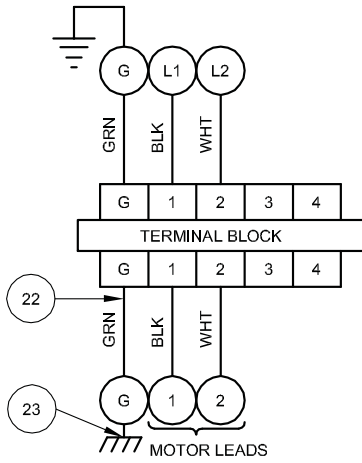 G L1 L2
GRN BLK WHT
G 1 2 3 4
TERMINAL BLOCK
G 1 2 3 4
22
GRN BLK WHT
G 1 2
23
MOTOR LEADS